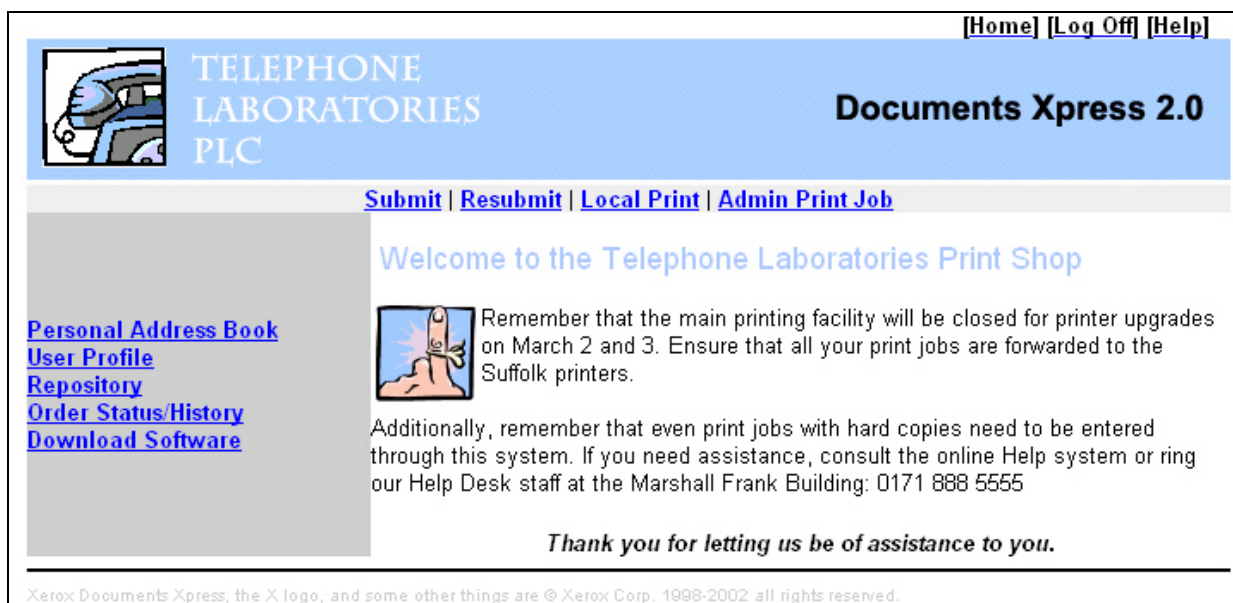 [Home] [Log Off] [Help]
TELEPHONE
LABORATORIES
PLC
Documents Xpress 2.0
Submit | Resubmit | Local Print | Admin Print Job
Personal Address Book
User Profile
Repository
Order Status/History
Download Software
Welcome to the Telephone Laboratories Print Shop
Remember that the main printing facility will be closed for printer upgrades
on March 2 and 3. Ensure that all your print jobs are forwarded to the
Suffolk printers.
Additionally, remember that even print jobs with hard copies need to be entered
through this system. If you need assistance, consult the online Help system or ring
our Help Desk staff at the Marshall Frank Building: 0171 888 5555
Thank you for letting us be of assistance to you.
Xerox Documents Xpress, the X logo, and some other things are © Xerox Corp. 1998-2002 all rights reserved.